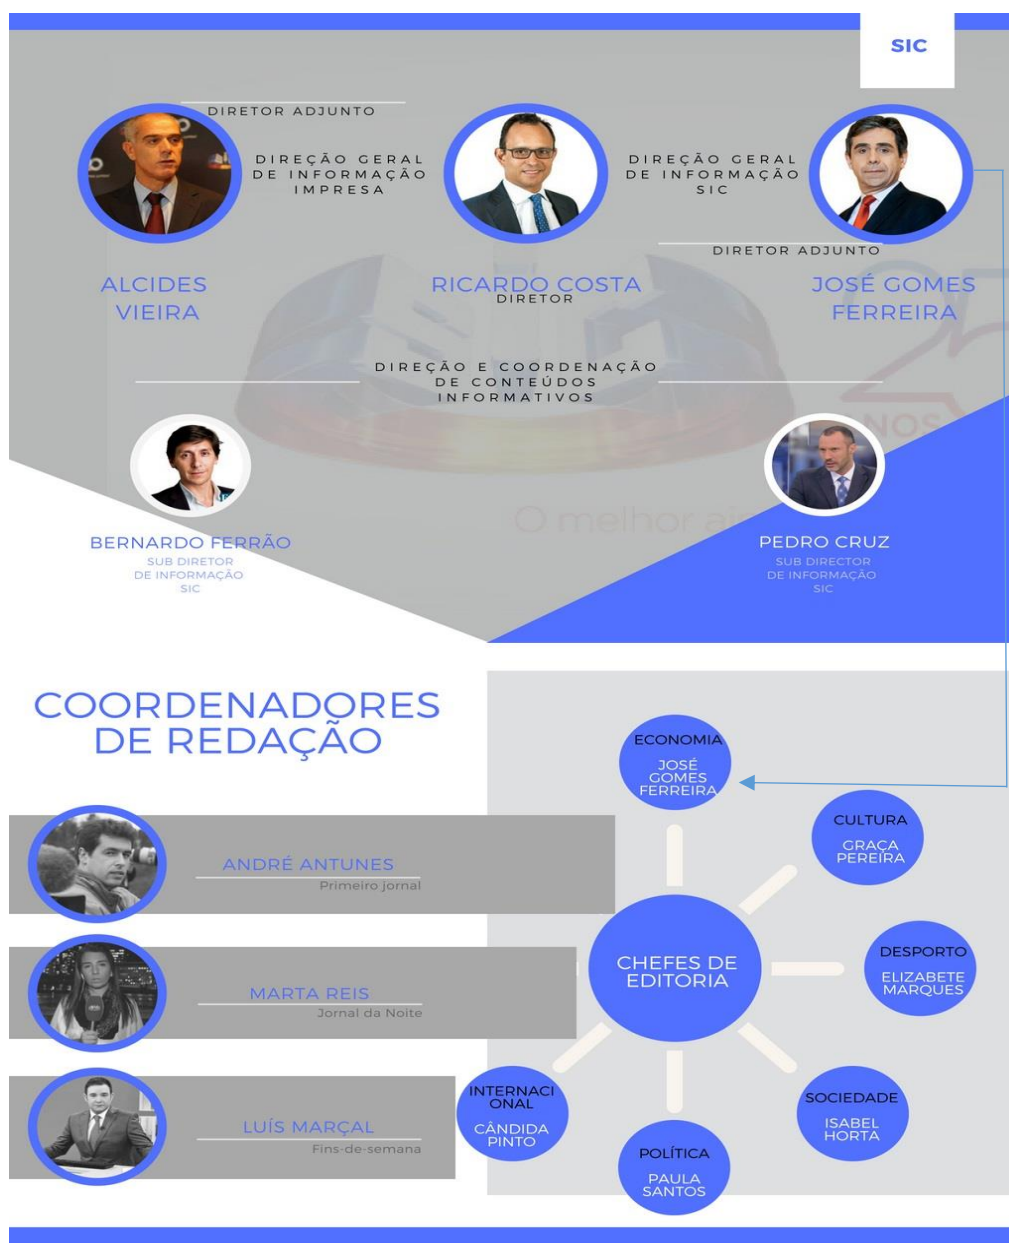 SIC
DIRETOR ADJUNTO
DIREÇÃO GERAL
DE INFORMAÇÃO
IMPRESA
DIREÇÃO GERAL
DE INFORMAÇÃO
SIC
DIRETOR ADJUNTO
ALCIDES
VIEIRA
RICARDO COSTA
DIRETOR
JOSÉ GOMES
FERREIRA
DIREÇÃO E COORDENAÇÃO
DE CONTEÚDOS
INFORMATIVOS
25
NOS
O melhor
BERNARDO FERRÃO
SUB DIRETOR
DE INFORMAÇÃO
SIC
PEDRO CRUZ
SUB DIRECTOR
DE INFORMAÇÃO
SIC
COORDENADORES
DE REDAÇÃO
ANDRÉ ANTUNES
Primeiro jornal
MARTA REIS
Jornal da Noite
LUÍS MARÇAL
Fins-de-semana
ECONOMIA
JOSÉ
GOMES
FERREIRA
CULTURA
GRAÇA
PEREIRA
CHEFES DE
EDITORIA
DESPORTO
ELIZABETE
MARQUES
INTERNACI
ONAL
CÂNDIDA
PINTO
SOCIEDADE
ISABEL
HORTA
POLÍTICA
PAULA
SANTOS